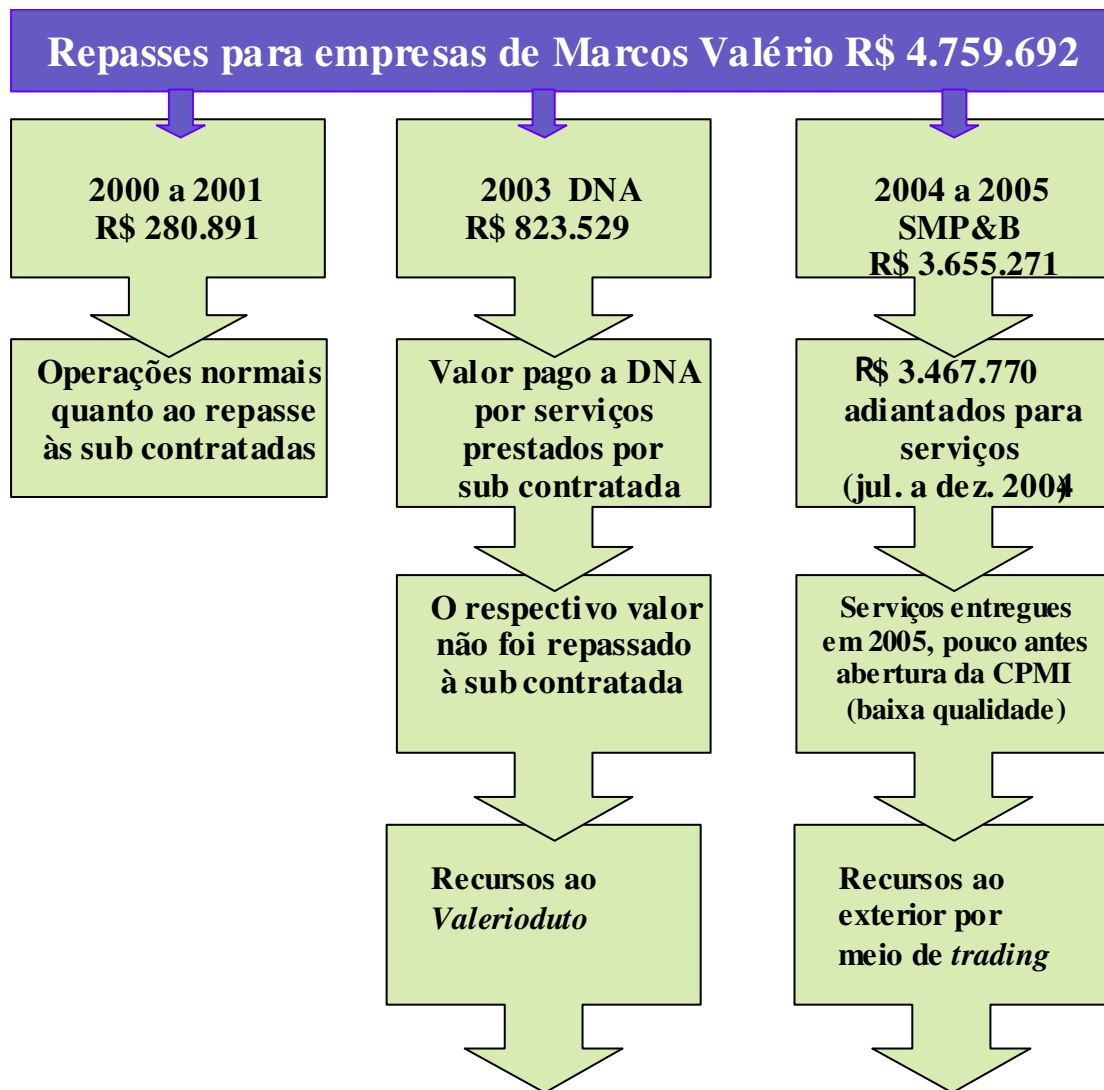 Repasses para empresas de Marcos Valério R$ 4.759.692
2000 a 2001
R$ 280.891
Operações normais
quanto ao repasse
às sub contratadas
2003 DNA
R$ 823.529
Valor pago a DNA
por serviços
prestados por
sub contratada
O respectivo valor
não foi repassado
à sub contratada
Recursos ao
Valerioduto
2004 a 2005
SMP&B
R$ 3.655.271
R$ 3.467.770
adiantados para
serviços
(jul. a dez. 2004)
Serviços entregues
em 2005, pouco antes
abertura da CPMI
(baixa qualidade)
Recursos ao
exterior por
meio de trading